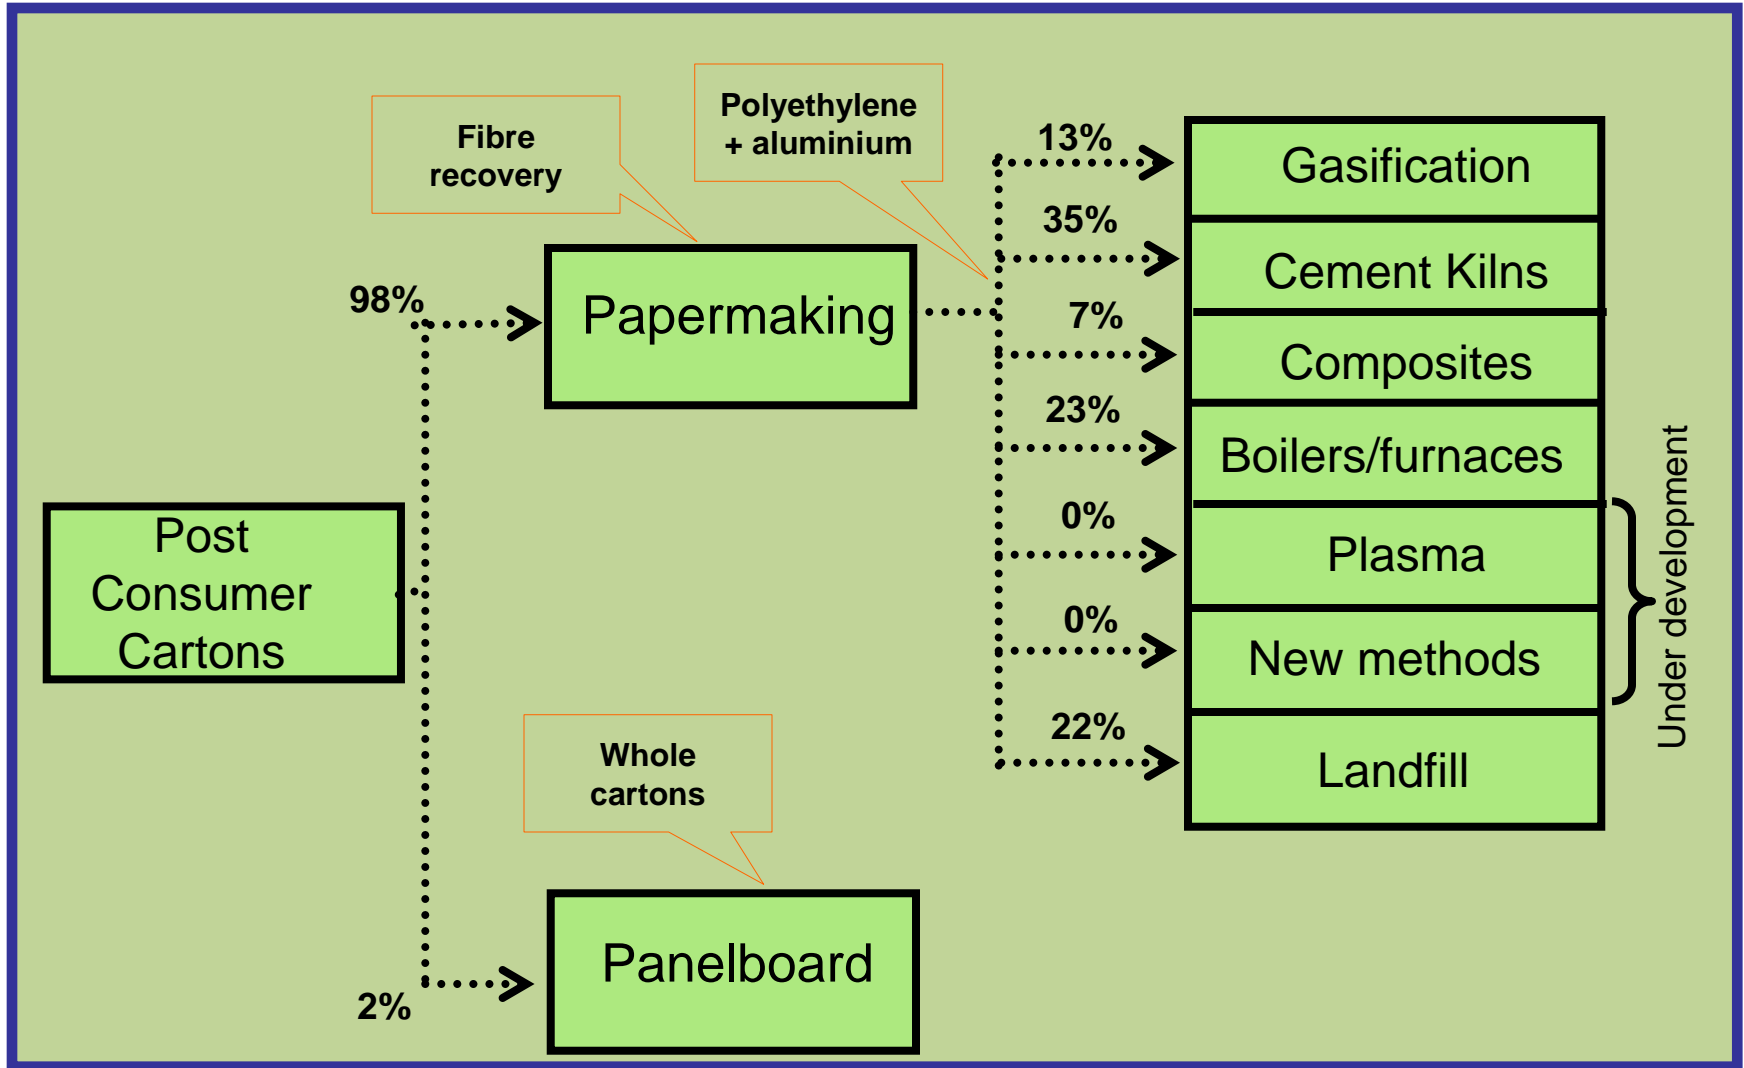 Fibre
recovery
Polyethylene
+ aluminium
98%
Papermaking
Post
Consumer
Cartons
Whole
cartons
2%
Panelboard
13%
Gasification
35%
Cement Kilns
7%
Composites
23%
Boilers/furnaces
0%
Plasma
0%
New methods
22%
Landfill
Under development